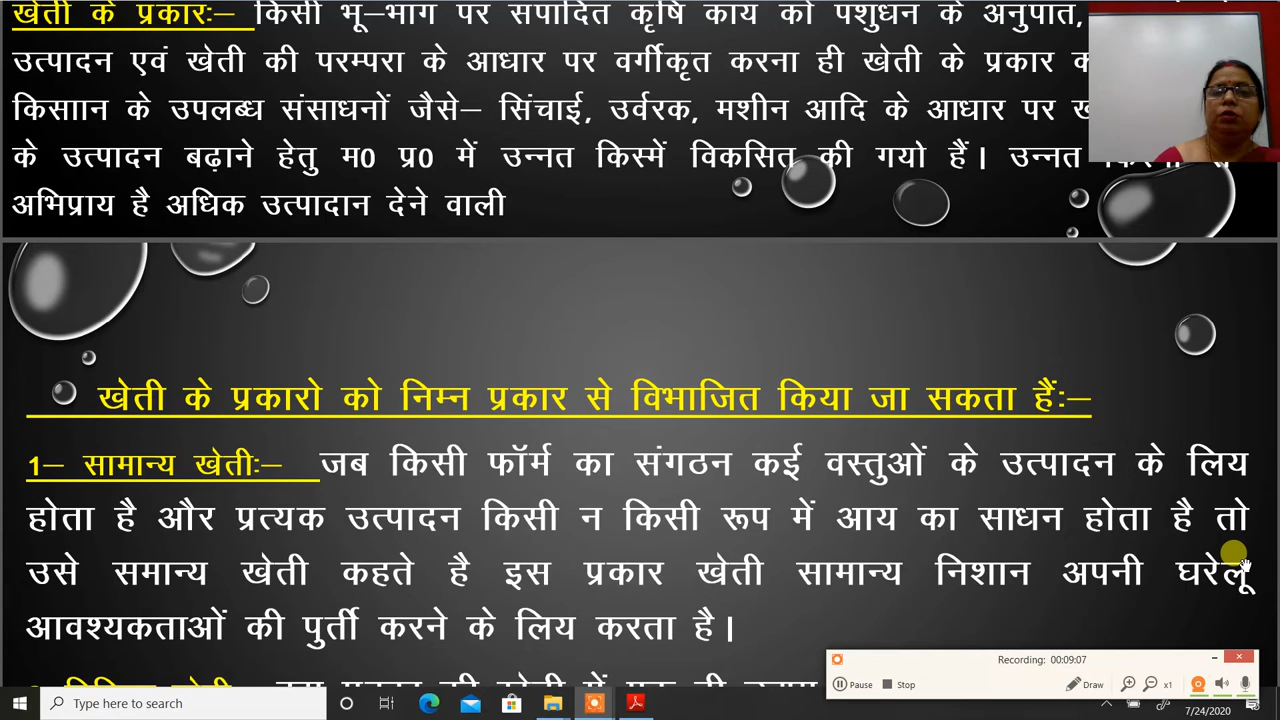 खेती के प्रकारः– किसी भू–भाग पर सपादित कृषि काय को पशुधन के अनुपात,
उत्पादन एवं खेती की परम्परा के आधार पर वर्गीकृत करना ही खेती के प्रकार
किसाान के उपलब्ध संसाधनों जैसे– सिंचाई, उर्वरक, मशीन आदि के आधार पर
के उत्पादन बढ़ाने हेतु म0 प्र0 में उन्नत किस्में विकसित की गयो हैं। उन्नत
अभिप्राय है अधिक उत्पादान देने वाली
खेती के प्रकारो को निम्न प्रकार से विभाजित किया जा सकता हैंः–
1– सामान्य खेतीः– जब किसी फॉर्म का संगठन कई वस्तुओं के उत्पादन के लिय
होता है और प्रत्यक उत्पादन किसी न किसी रूप में आय का साधन होता है तो
उसे समान्य खेती कहते है इस प्रकार खेती सामान्य निशान अपनी घरेलू
आवश्यकताओं की पुर्ती करने के लिय करता है।
Recording: 00:09:07
Pause Stop Draw x1
Type here to search
7/24/2020